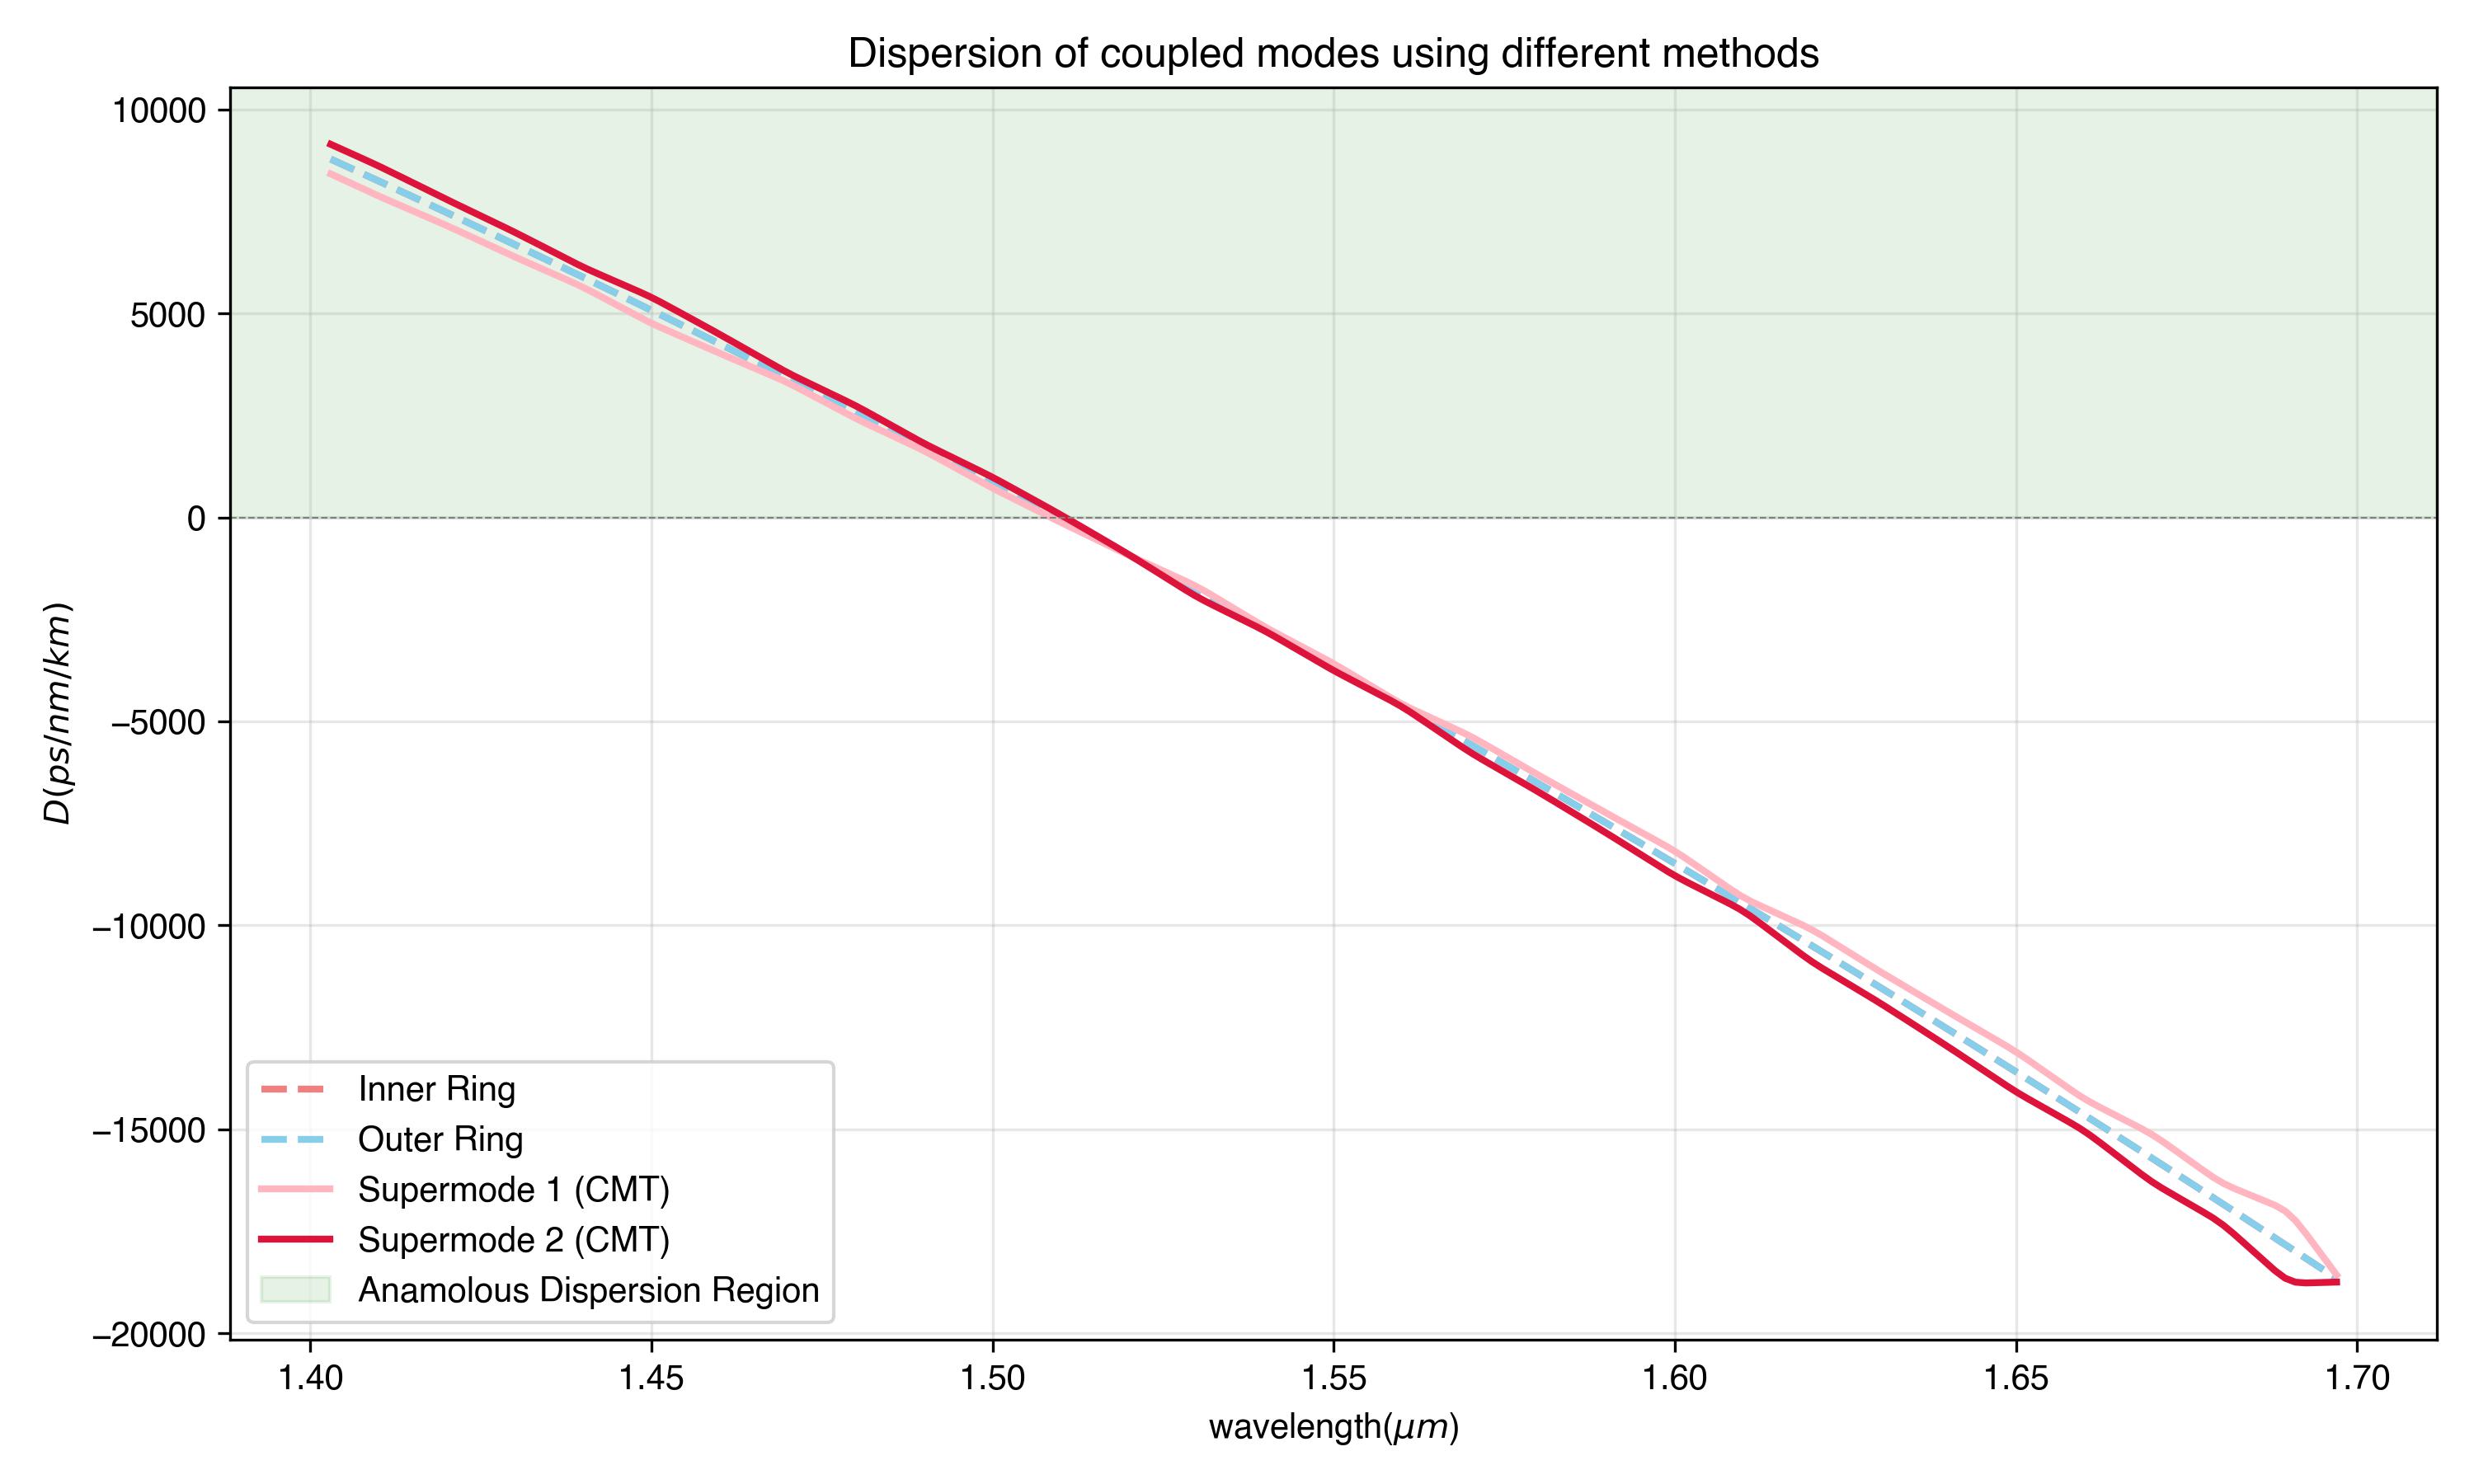 Dispersion of coupled modes using different methods
10000
5000
0
−5000
−10000
−15000
−20000
D(ps/nm/km)
Inner Ring
Outer Ring
Supermode 1 (CMT)
Supermode 2 (CMT)
Anamolous Dispersion Region
1.40 1.45 1.50 1.55 1.60 1.65 1.70
wavelength(μm)